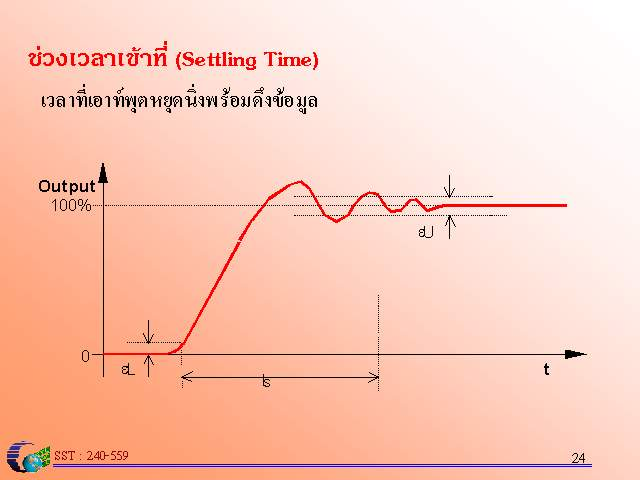 ช่วงเวลาเข้าที่ (Settling Time)
เวลาที่เอาท์พุตหยุดนิ่งพร้อมดึงข้อมูล
Output
100%
εU
0
εL
ts
t
SST : 240-559
24